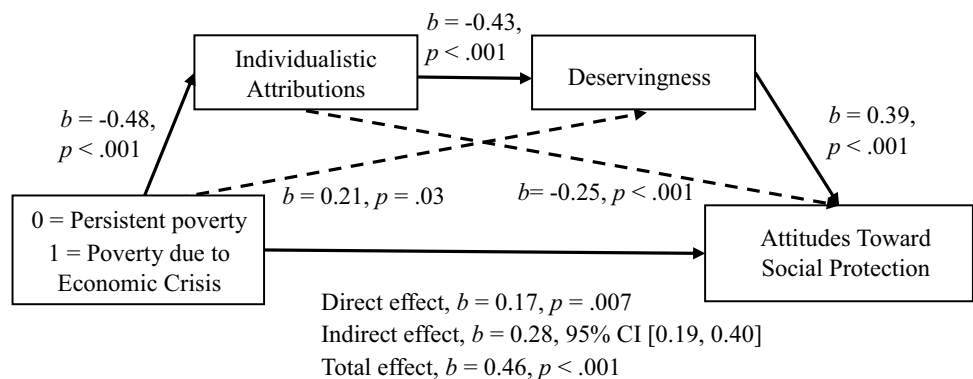 b = -0.43,
p < .001
Individualistic
Attributions
Deservingness
b = -0.48,
p < .001
b = 0.39,
p < .001
b = 0.21, p = .03
b= -0.25, p < .001
0 = Persistent poverty
1 = Poverty due to
Economic Crisis
Attitudes Toward
Social Protection
Direct effect, b = 0.17, p = .007
Indirect effect, b = 0.28, 95% CI [0.19, 0.40]
Total effect, b = 0.46, p < .001